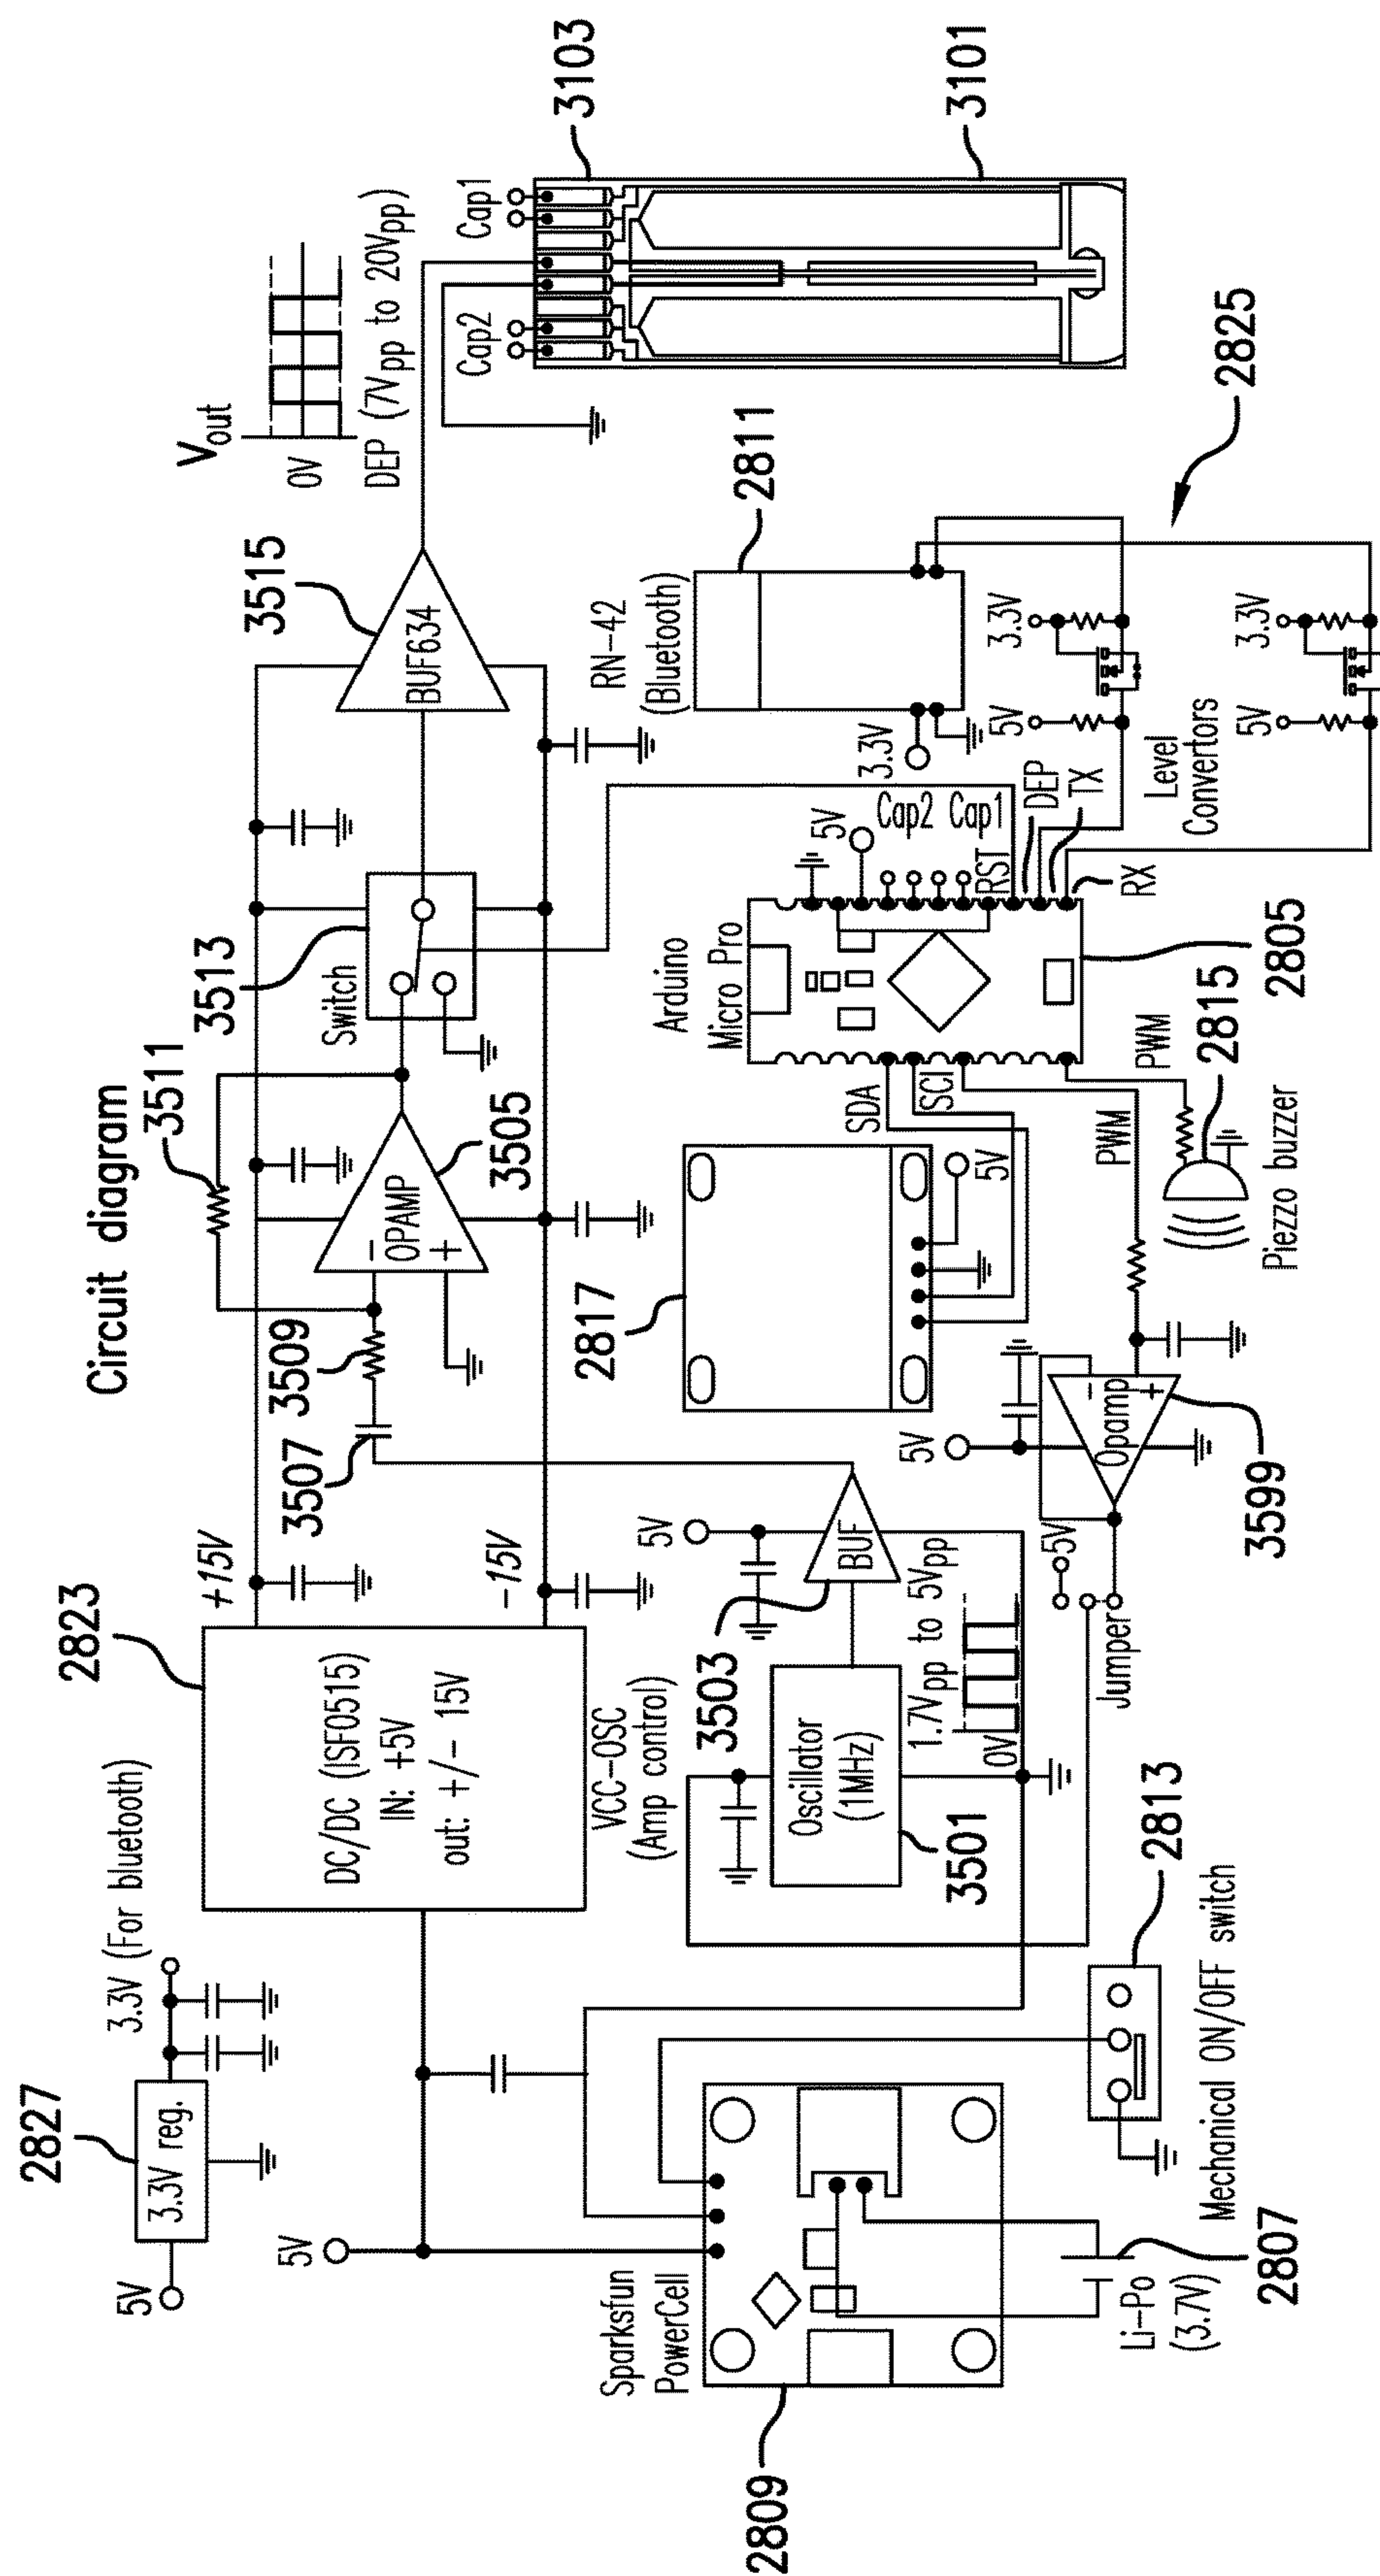 Circuit diagram
2827
3.3V reg.
5V
3.3V (For bluetooth)
2823
DC/DC (ISF0515)
IN: +5V
out: +/- 15V
+15V
-15V
5V
3507
3509
3511
OPAMP
-
+
3505
3513
Switch
3515
BUF634
Vout
0V
DEP (7Vpp to 20Vpp)
Cap2
Cap1
3103
3101
2809
Sparksfun
PowerCell
Li-Po
(3.7V)
2807
2813
Mechanical ON/OFF switch
VCC-OSC
(Amp control)
Oscillator
(1MHz)
3501
3503
5V
BUF
1.7Vpp to 5Vpp
0V
Jumper
5V
5V
Opamp
-
+
3599
2817
5V
SDA
SCI
PWM
PWM
2815
Piezzo buzzer
Arduino
Micro Pro
2805
5V
Cap2 Cap1
RST
DEP
TX
RX
RN-42
(Bluetooth)
2811
3.3V
5V
3.3V
Level
Convertors
5V
3.3V
2825